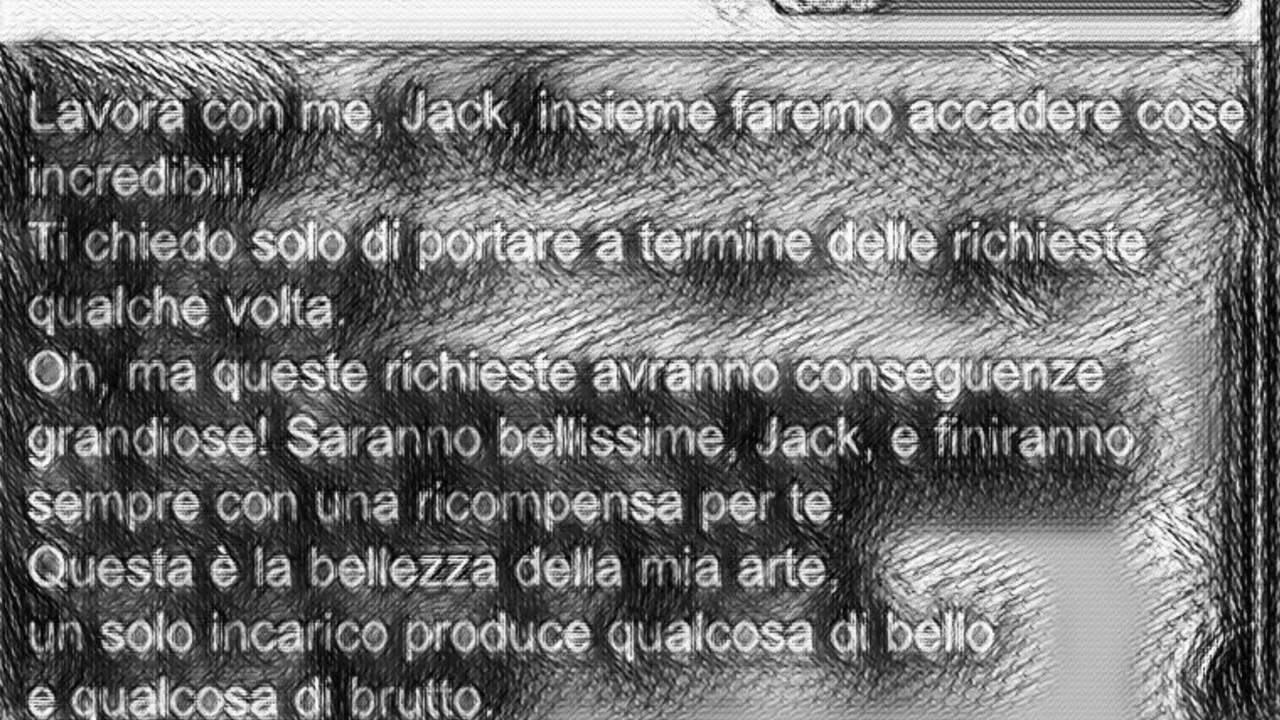 Lavora con me, Jack, insieme faremo accadere cose
incredibili.
Ti chiedo solo di portare a termine delle richieste
qualche volta.
Oh, ma queste richieste avranno conseguenze
grandiose! Saranno bellissime, Jack, e finiranno
sempre con una ricompensa per te.
Questa è la bellezza della mia arte,
un solo incarico produce qualcosa di bello
e qualcosa di brutto.